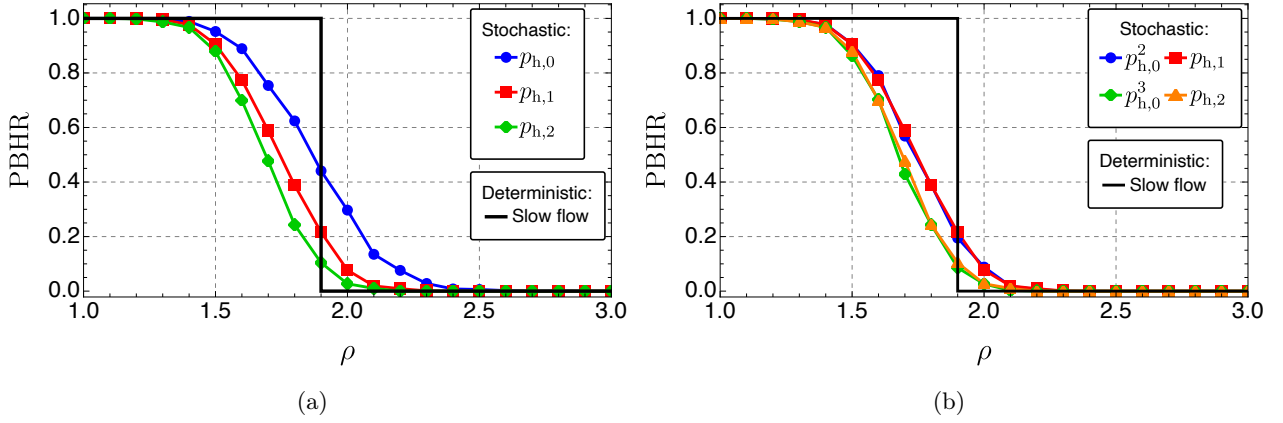 PBHR
1.0
0.8
0.6
0.4
0.2
0.0
1.0 1.5 2.0 2.5 3.0
ρ
Stochastic:
p_{h,0}
p_{h,1}
p_{h,2}
Deterministic:
Slow flow
(a)
PBHR
1.0
0.8
0.6
0.4
0.2
0.0
1.0 1.5 2.0 2.5 3.0
ρ
Stochastic:
p_{h,0}^2 p_{h,1}
p_{h,0}^3 p_{h,2}
Deterministic:
Slow flow
(b)